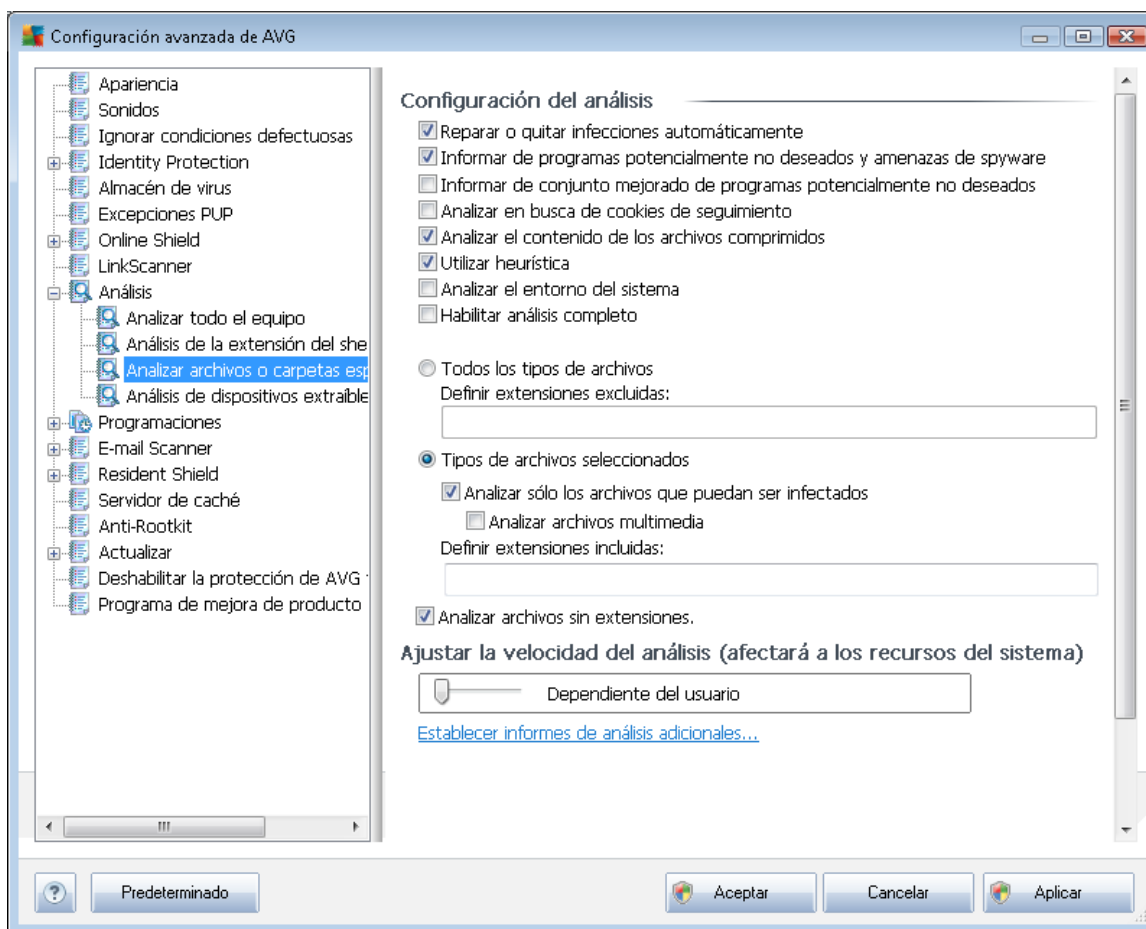 Configuración avanzada de AVG
Apariencia
Sonidos
Ignorar condiciones defectuosas
Identity Protection
Almacén de virus
Excepciones PUP
Online Shield
LinkScanner
Análisis
Analizar todo el equipo
Análisis de la extensión del she
Analizar archivos o carpetas esp
Análisis de dispositivos extraíble
Programaciones
E-mail Scanner
Resident Shield
Servidor de caché
Anti-Rootkit
Actualizar
Deshabilitar la protección de AVG
Programa de mejora de producto
Configuración del análisis
Reparar o quitar infecciones automáticamente
Informar de programas potencialmente no deseados y amenazas de spyware
Informar de conjunto mejorado de programas potencialmente no deseados
Analizar en busca de cookies de seguimiento
Analizar el contenido de los archivos comprimidos
Utilizar heurística
Analizar el entorno del sistema
Habilitar análisis completo
Todos los tipos de archivos
Definir extensiones excluidas:
Tipos de archivos seleccionados
Analizar sólo los archivos que puedan ser infectados
Analizar archivos multimedia
Definir extensiones incluidas:
Analizar archivos sin extensiones.
Ajustar la velocidad del análisis (afectará a los recursos del sistema)
Dependiente del usuario
Establecer informes de análisis adicionales...
?
Predeterminado
Aceptar
Cancelar
Aplicar